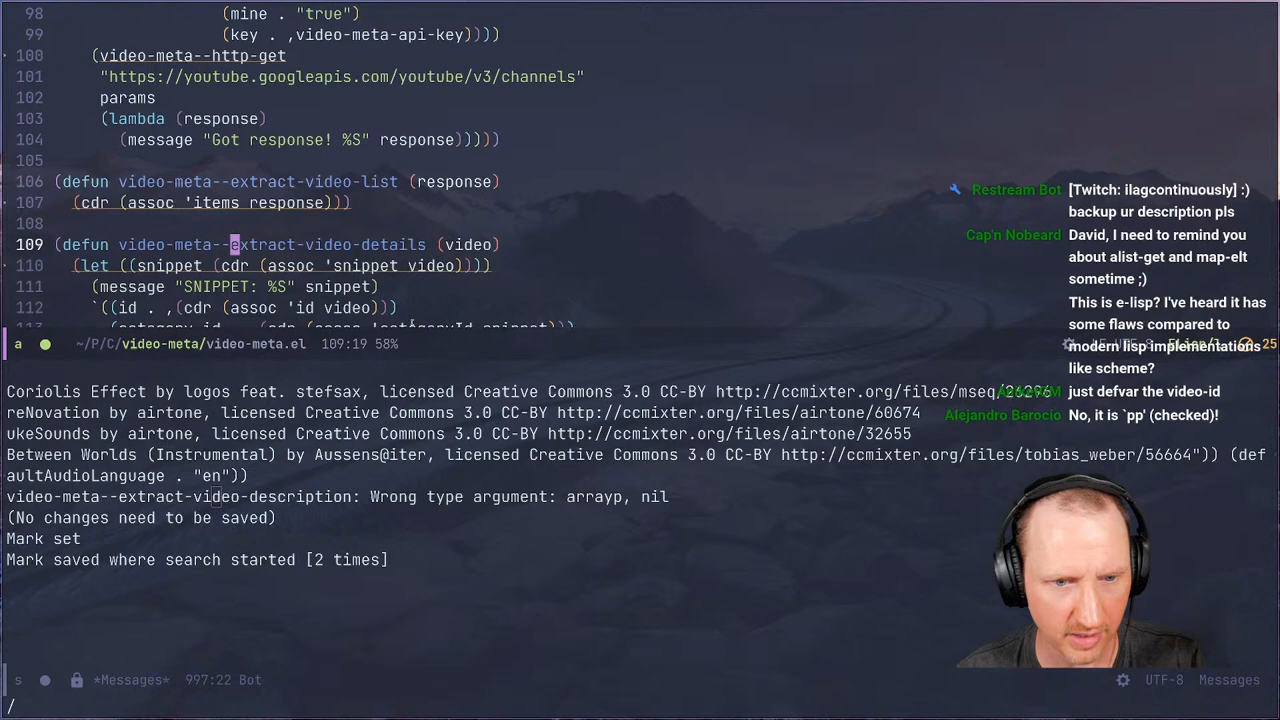 98                     (mine . "true")
99                     (key . ,video-meta-api-key))))
100     (video-meta--http-get
101      "https://youtube.googleapis.com/youtube/v3/channels"
102      params
103      (lambda (response)
104        (message "Got response! %S" response)))))
105
106 (defun video-meta--extract-video-list (response)
107   (cdr (assoc 'items response)))
108
109 (defun video-meta--extract-video-details (video)
110   (let ((snippet (cdr (assoc 'snippet video))))
111     (message "SNIPPET: %S" snippet)
112     `((id . ,(cdr (assoc 'id video)))
a ~/P/C/video-meta/video-meta.el 109:19 58% 25
Coriolis Effect by logos feat. stefsax, licensed Creative Commons 3.0 CC-BY http://ccmixter.org/files/mseq/26296
reNovation by airtone, licensed Creative Commons 3.0 CC-BY http://ccmixter.org/files/airtone/60674
ukeSounds by airtone, licensed Creative Commons 3.0 CC-BY http://ccmixter.org/files/airtone/32655
Between Worlds (Instrumental) by Aussens@iter, licensed Creative Commons 3.0 CC-BY http://ccmixter.org/files/tobias_weber/56664")) (def
aultAudioLanguage . "en"))
video-meta--extract-video-description: Wrong type argument: arrayp, nil
(No changes need to be saved)
Mark set
Mark saved where search started [2 times]
s *Messages* 997:22 Bot UTF-8 Messages
/
Restream Bot [Twitch: ilagcontinuously] :)
backup ur description pls
Cap'n Nobeard David, I need to remind you
about alist-get and map-elt
sometime ;)
This is e-lisp? I've heard it has
some flaws compared to
modern lisp implementations
like scheme?
just defvar the video-id
Alejandro Barocio No, it is `pp' (checked)!